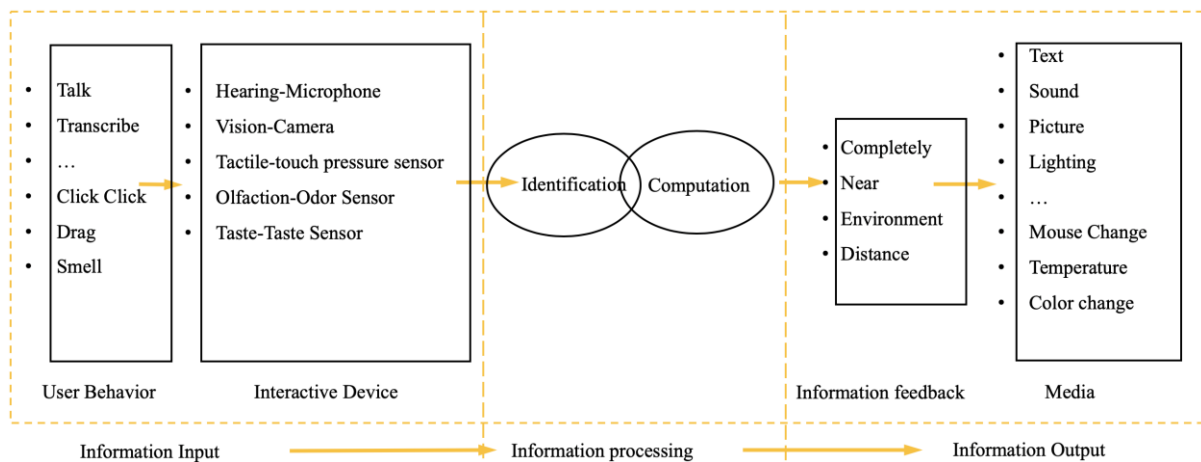 Talk
Transcribe
…
Click Click
Drag
Smell
User Behavior
Hearing-Microphone
Vision-Camera
Tactile-touch pressure sensor
Olfaction-Odor Sensor
Taste-Taste Sensor
Interactive Device
Identification
Computation
Completely
Near
Environment
Distance
Information feedback
Text
Sound
Picture
Lighting
…
Mouse Change
Temperature
Color change
Media
Information Input
Information processing
Information Output